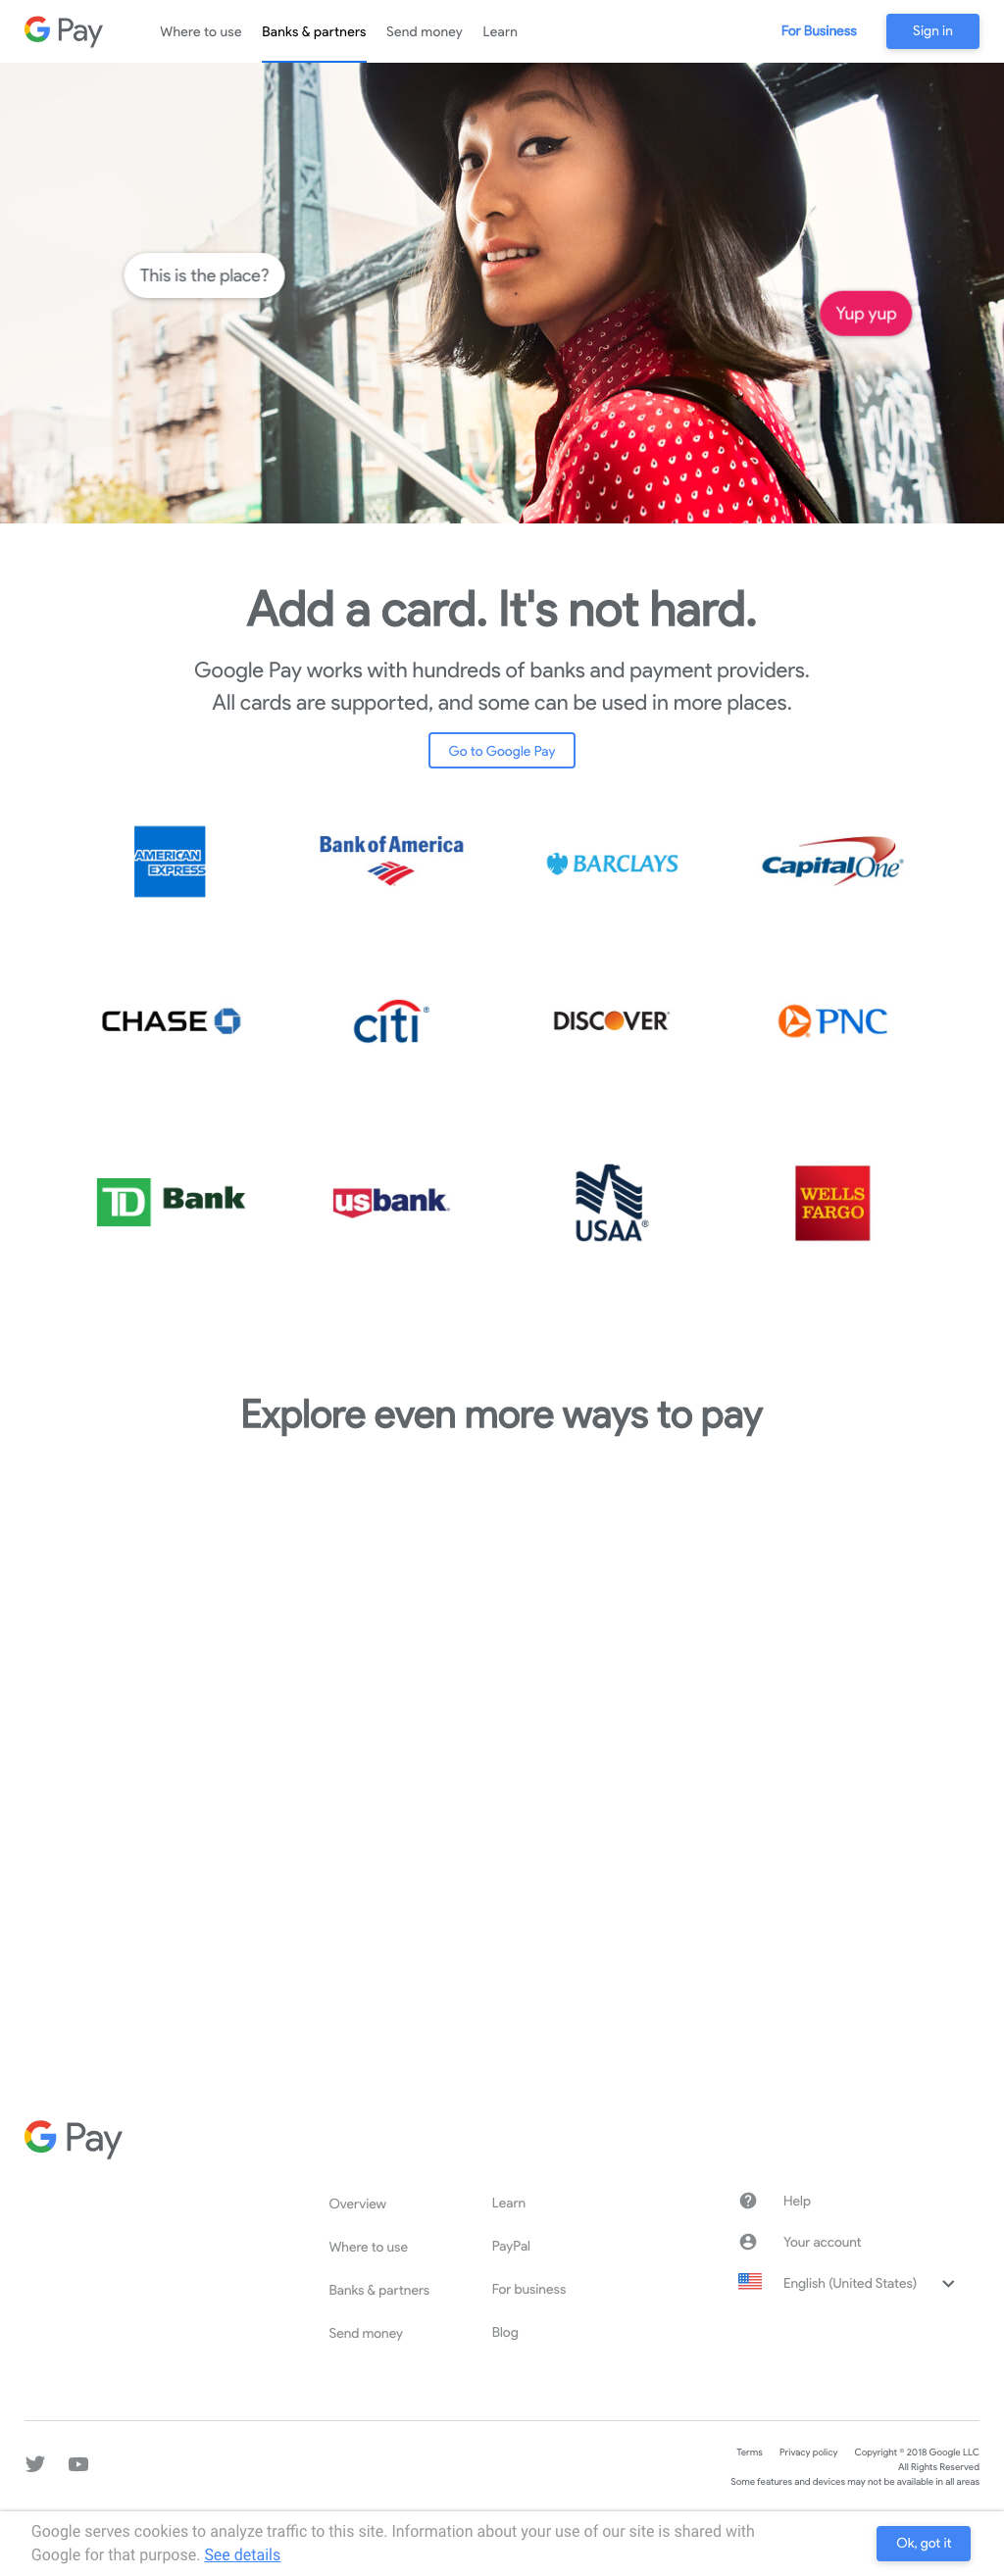 G Pay
Where to use Banks & partners Send money Learn For Business Sign in
This is the place?
Yup yup
Add a card. It's not hard.
Google Pay works with hundreds of banks and payment providers.
All cards are supported, and some can be used in more places.
Go to Google Pay
AMERICAN
EXPRESS
Bank of America
BARCLAYS
Capital One®
CHASE
citi®
DISCOVER®
PNC
TD Bank
usbank®
USAA®
WELLS
FARGO
Explore even more ways to pay
G Pay
Overview
Where to use
Banks & partners
Send money
Learn
PayPal
For business
Blog
Help
Your account
English (United States)
Terms Privacy policy Copyright © 2018 Google LLC
All Rights Reserved
Some features and devices may not be available in all areas
Google serves cookies to analyze traffic to this site. Information about your use of our site is shared with
Google for that purpose. See details
Ok, got it